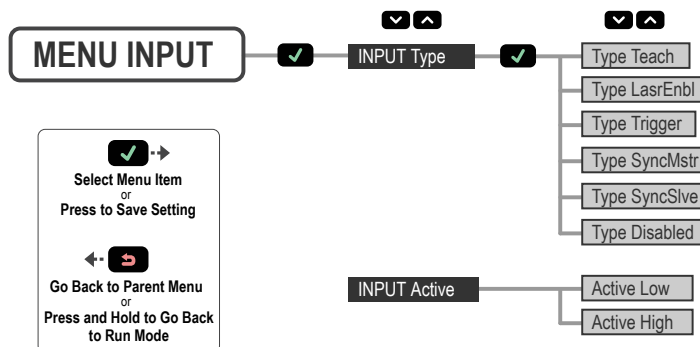 MENU INPUT
INPUT Type
Type Teach
Type LasrEnbl
Type Trigger
Type SyncMstr
Type SyncSlve
Type Disabled
Select Menu Item
or
Press to Save Setting
Go Back to Parent Menu
or
Press and Hold to Go Back
to Run Mode
INPUT Active
Active Low
Active High